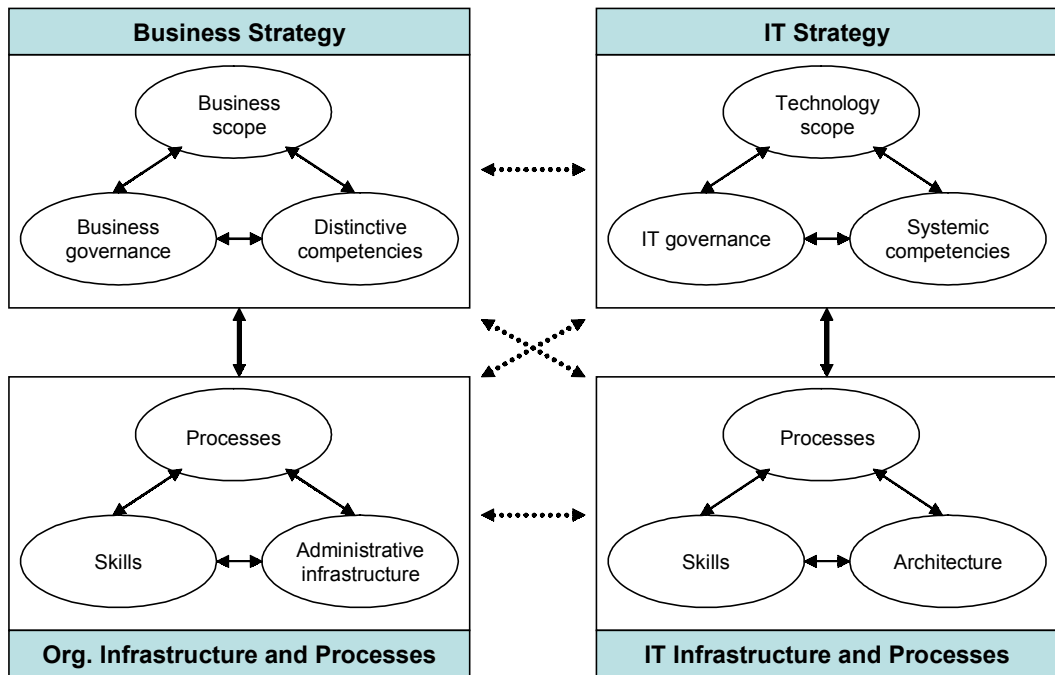 Business Strategy
IT Strategy
Business
scope
Technology
scope
Business
governance
Distinctive
competencies
IT governance
Systemic
competencies
Processes
Processes
Skills
Administrative
infrastructure
Skills
Architecture
Org. Infrastructure and Processes
IT Infrastructure and Processes